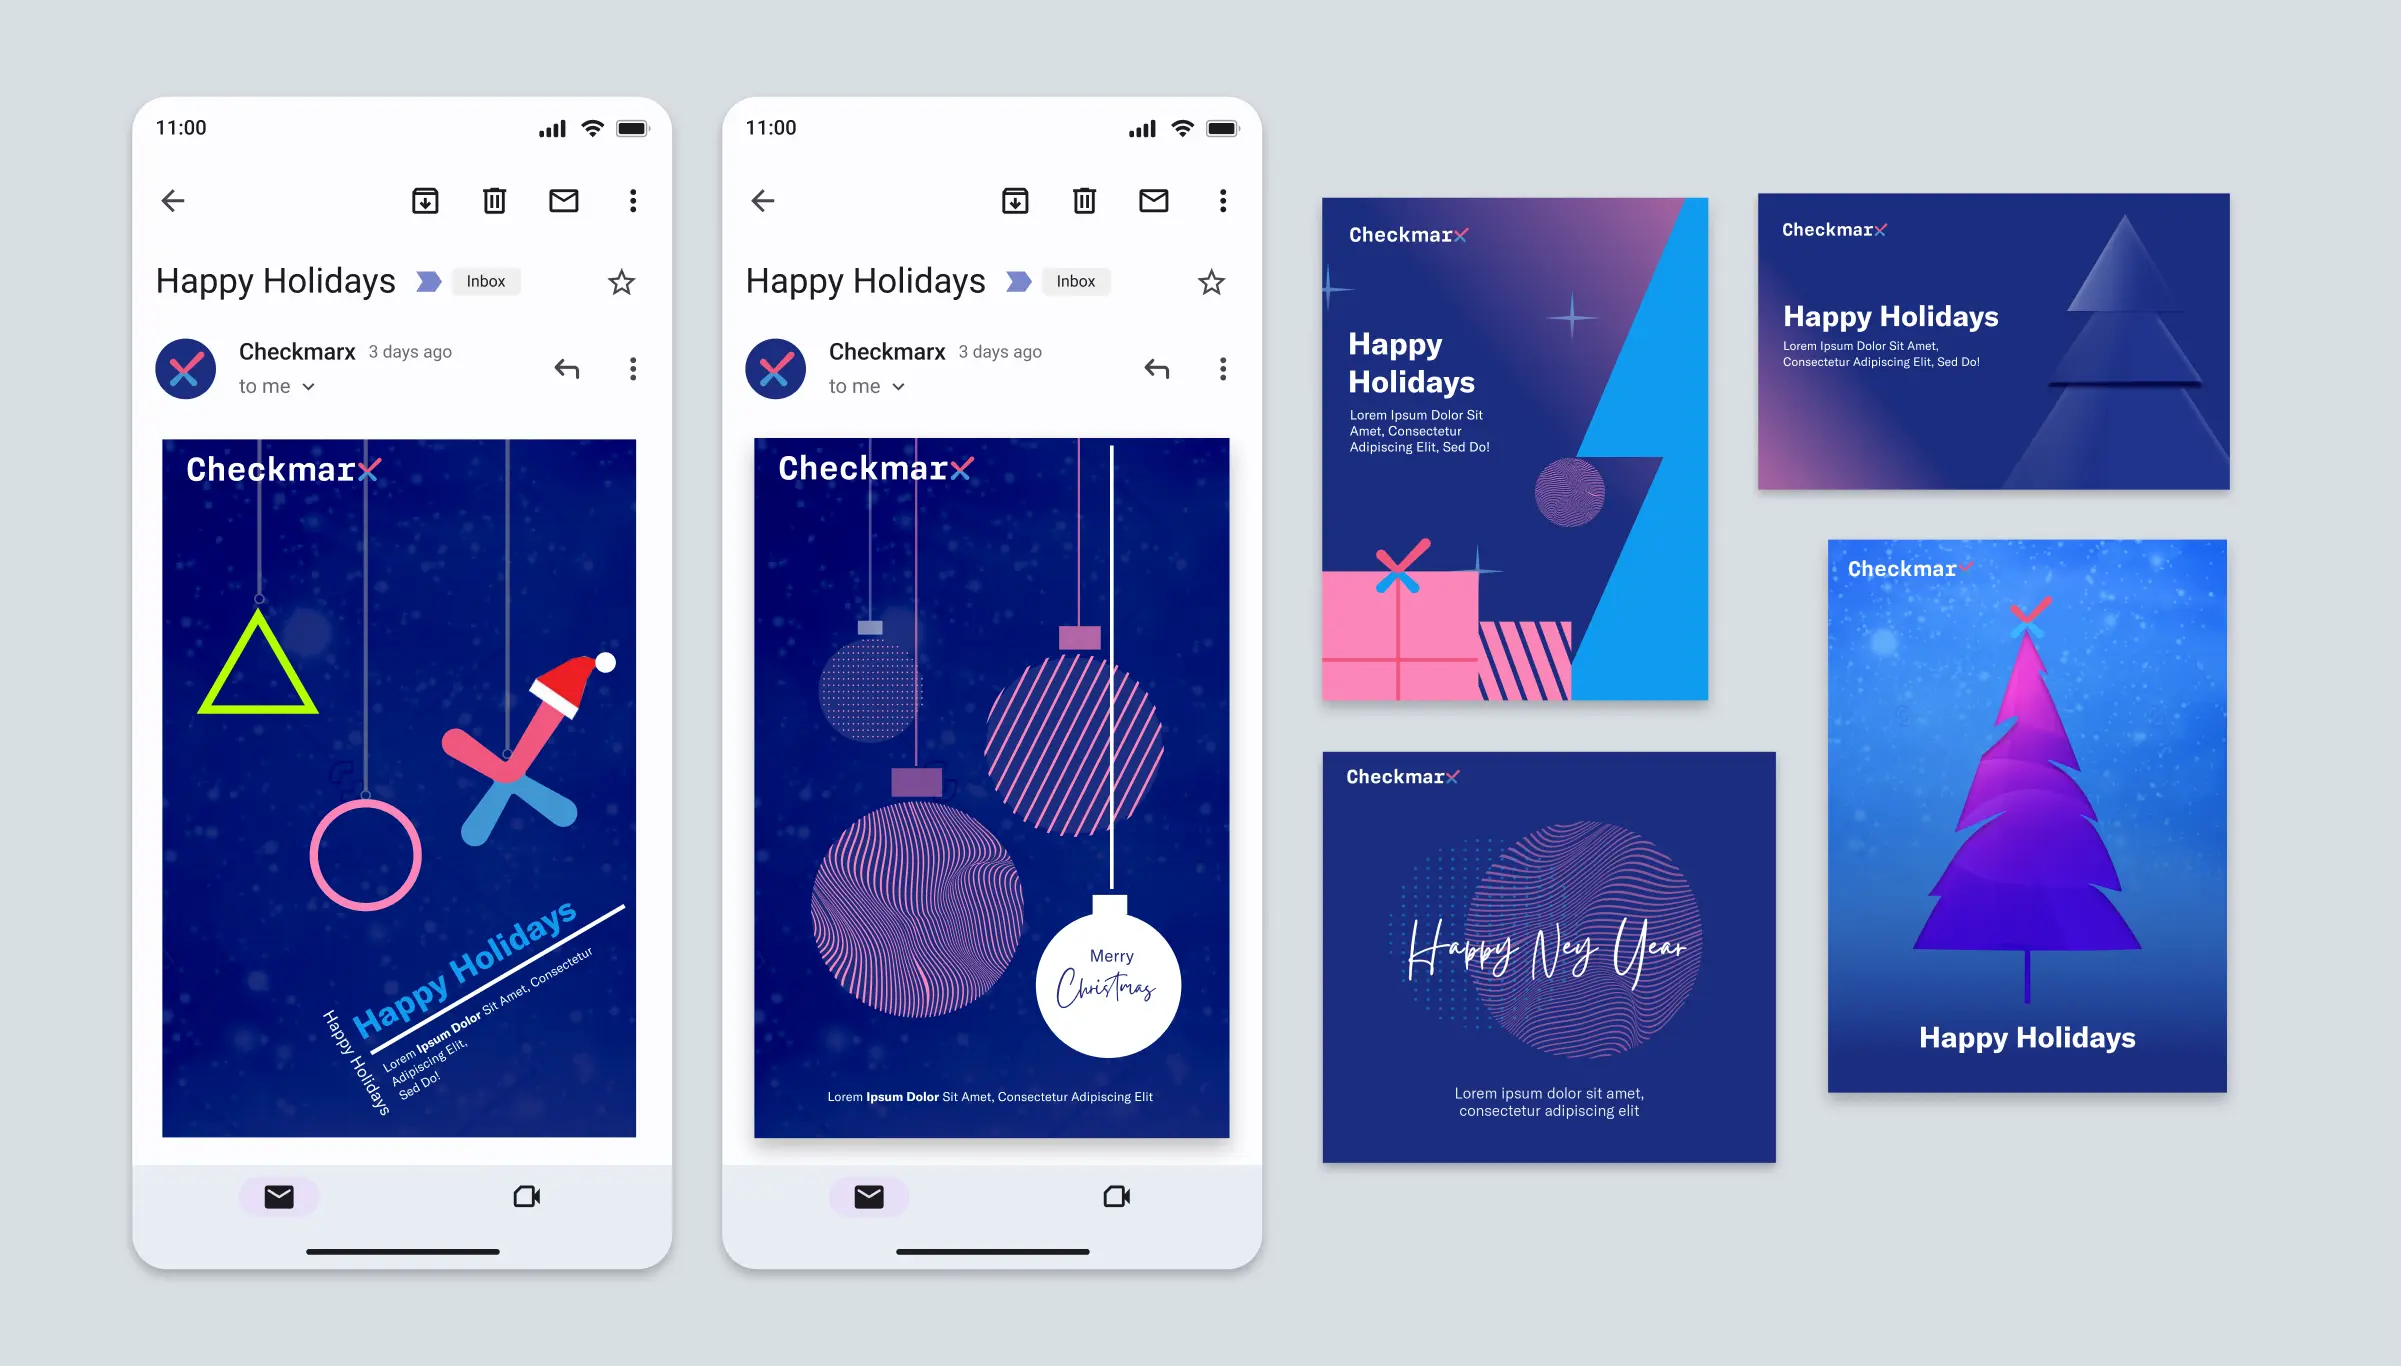 11:00
Happy Holidays Inbox
Checkmarx 3 days ago
to me
Checkmarx
Happy Holidays
Lorem Ipsum Dolor Sit Amet, Consectetur
Adipiscing Elit,
Sed Do!
Happy Holidays
11:00
Happy Holidays Inbox
Checkmarx 3 days ago
to me
Checkmarx
Merry
Christmas
Lorem Ipsum Dolor Sit Amet, Consectetur Adipiscing Elit
Checkmarx
Happy
Holidays
Lorem Ipsum Dolor Sit
Amet, Consectetur
Adipiscing Elit, Sed Do!
Checkmarx
Happy Holidays
Lorem Ipsum Dolor Sit Amet,
Consectetur Adipiscing Elit, Sed Do!
Checkmarx
Happy Ney Year
Lorem ipsum dolor sit amet,
consectetur adipiscing elit
Checkmarx
Happy Holidays